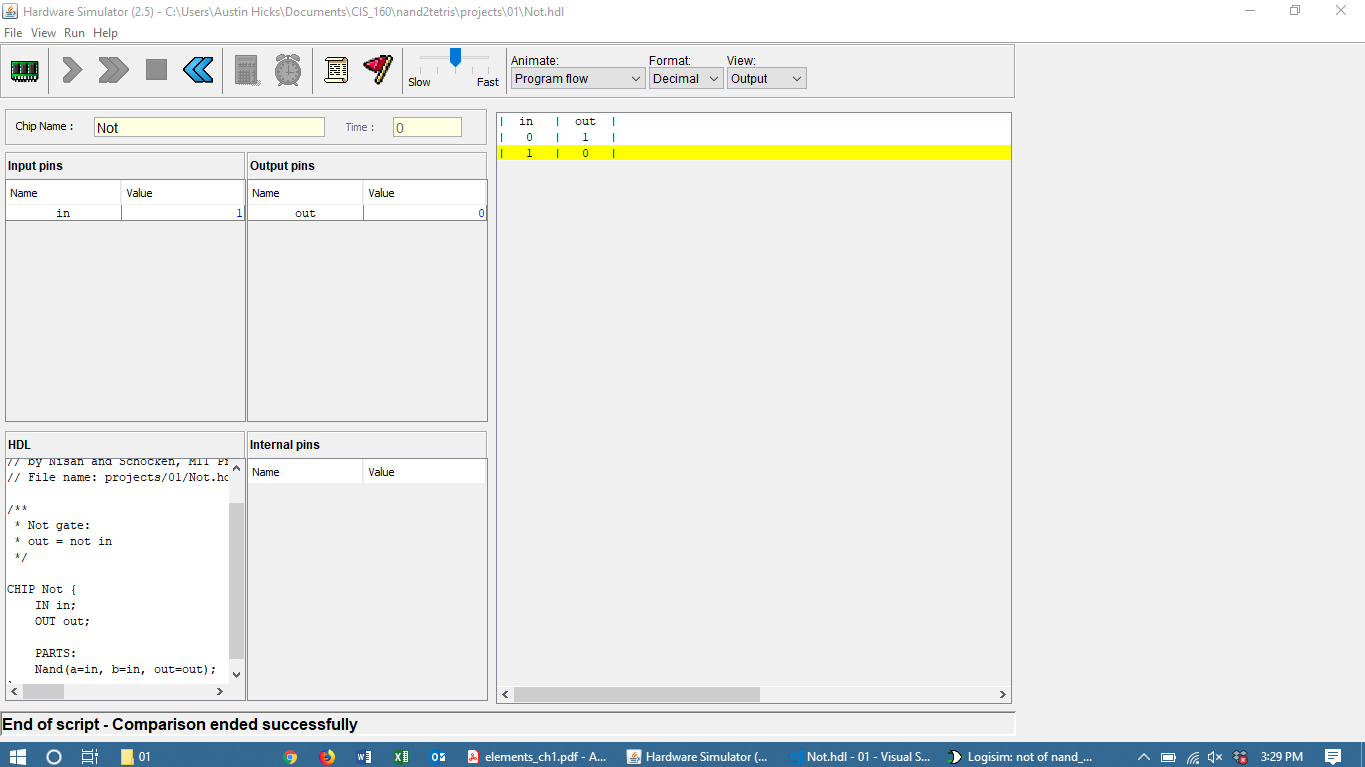 Hardware Simulator (2.5) - C:\Users\Austin Hicks\Documents\CIS_160\nand2tetris\projects\01\Not.hdl
File View Run Help
Slow Fast
Animate: Format: View:
Program flow Decimal Output
Chip Name : Not Time : 0
Input pins
Name Value
in 1
Output pins
Name Value
out 0
HDL
// by Nisan and Schocken, MIT Pr
// File name: projects/01/Not.hd
/**
* Not gate:
* out = not in
*/
CHIP Not {
IN in;
OUT out;
PARTS:
Nand(a=in, b=in, out=out);
Internal pins
Name Value
| in | out |
| 0 | 1 |
| 1 | 0 |
End of script - Comparison ended successfully
01
elements_ch1.pdf - A...
Hardware Simulator (...
Not.hdl - 01 - Visual S...
Logisim: not of nand_...
3:29 PM